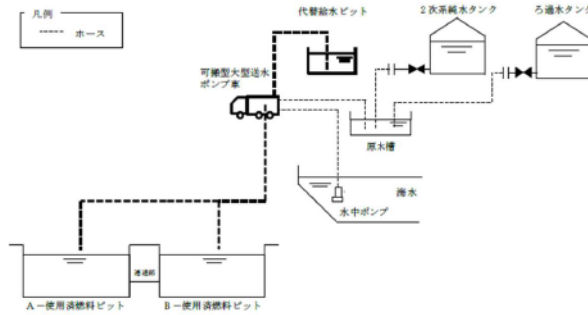 凡例
ホース
代替給水ピット
2次系純水タンク
ろ過水タンク
可搬型大型送水
ポンプ車
原水槽
海水
水中ポンプ
連通部
A-使用済燃料ピット
B-使用済燃料ピット